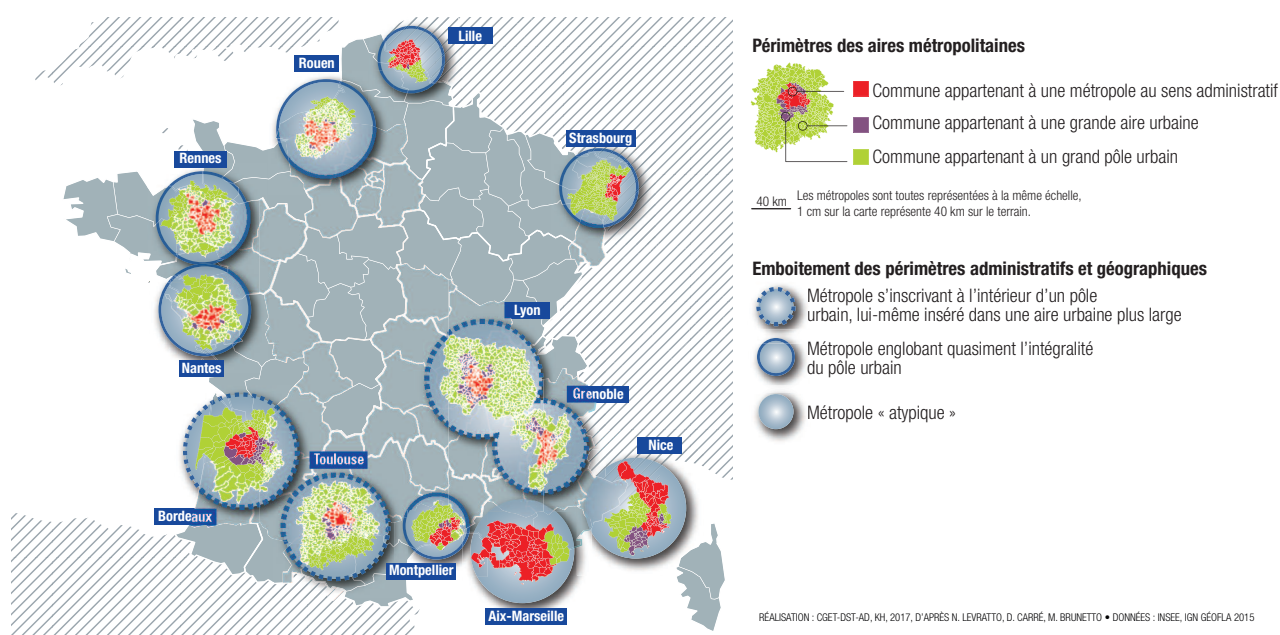 Lille
Rouen
Strasbourg
Rennes
Lyon
Nantes
Grenoble
Nice
Toulouse
Bordeaux
Montpellier
Aix-Marseille
Périmètres des aires métropolitaines
Commune appartenant à une métropole au sens administratif
Commune appartenant à une grande aire urbaine
Commune appartenant à un grand pôle urbain
40 km
Les métropoles sont toutes représentées à la même échelle,
1 cm sur la carte représente 40 km sur le terrain.
Emboitement des périmètres administratifs et géographiques
Métropole s'inscrivant à l'intérieur d'un pôle
urbain, lui-même inséré dans une aire urbaine plus large
Métropole englobant quasiment l'intégralité
du pôle urbain
Métropole « atypique »
RÉALISATION : CGET-DST-AD, KH, 2017, D'APRÈS N. LEVRATTO, D. CARRÉ, M. BRUNETTO • DONNÉES : INSEE, IGN GÉOFLA 2015